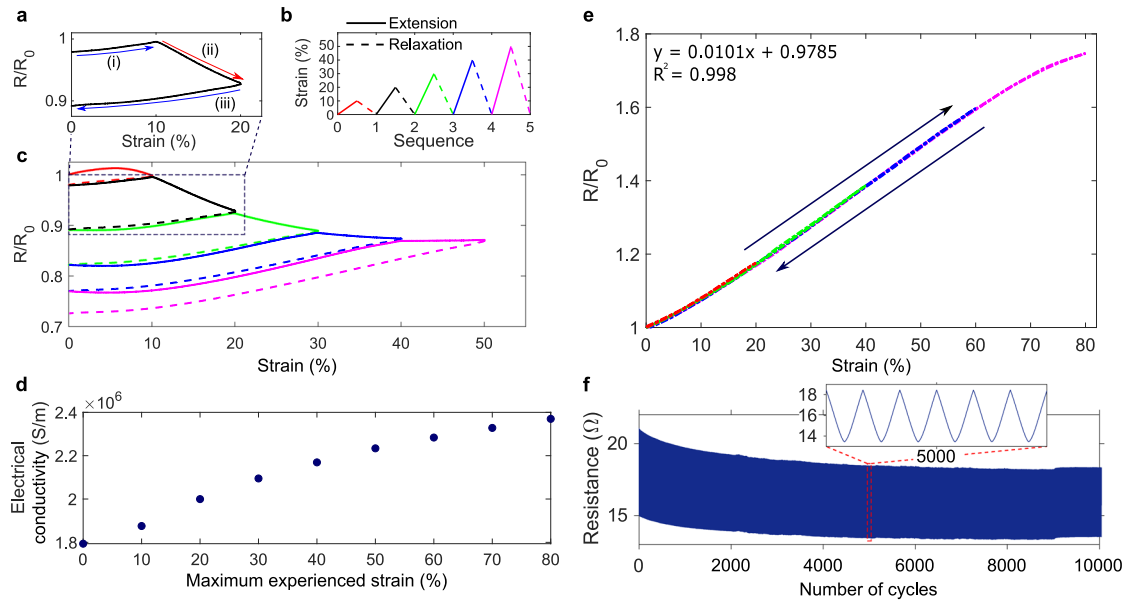 a
R/R0
1
0.9
(i)
(ii)
(iii)
0
10
20
Strain (%)
b
Extension
Relaxation
Strain (%)
50
40
30
20
10
0
0
1
2
3
4
5
Sequence
c
R/R0
1
0.9
0.8
0.7
0
10
20
30
40
50
Strain (%)
d
×10^6
Electrical
conductivity (S/m)
2.4
2.2
2
1.8
0
10
20
30
40
50
60
70
80
Maximum experienced strain (%)
e
y = 0.0101x + 0.9785
R² = 0.998
R/R0
1.8
1.6
1.4
1.2
1
0
10
20
30
40
50
60
70
80
Strain (%)
f
18
16
14
5000
Resistance (Ω)
20
15
0
2000
4000
6000
8000
10000
Number of cycles